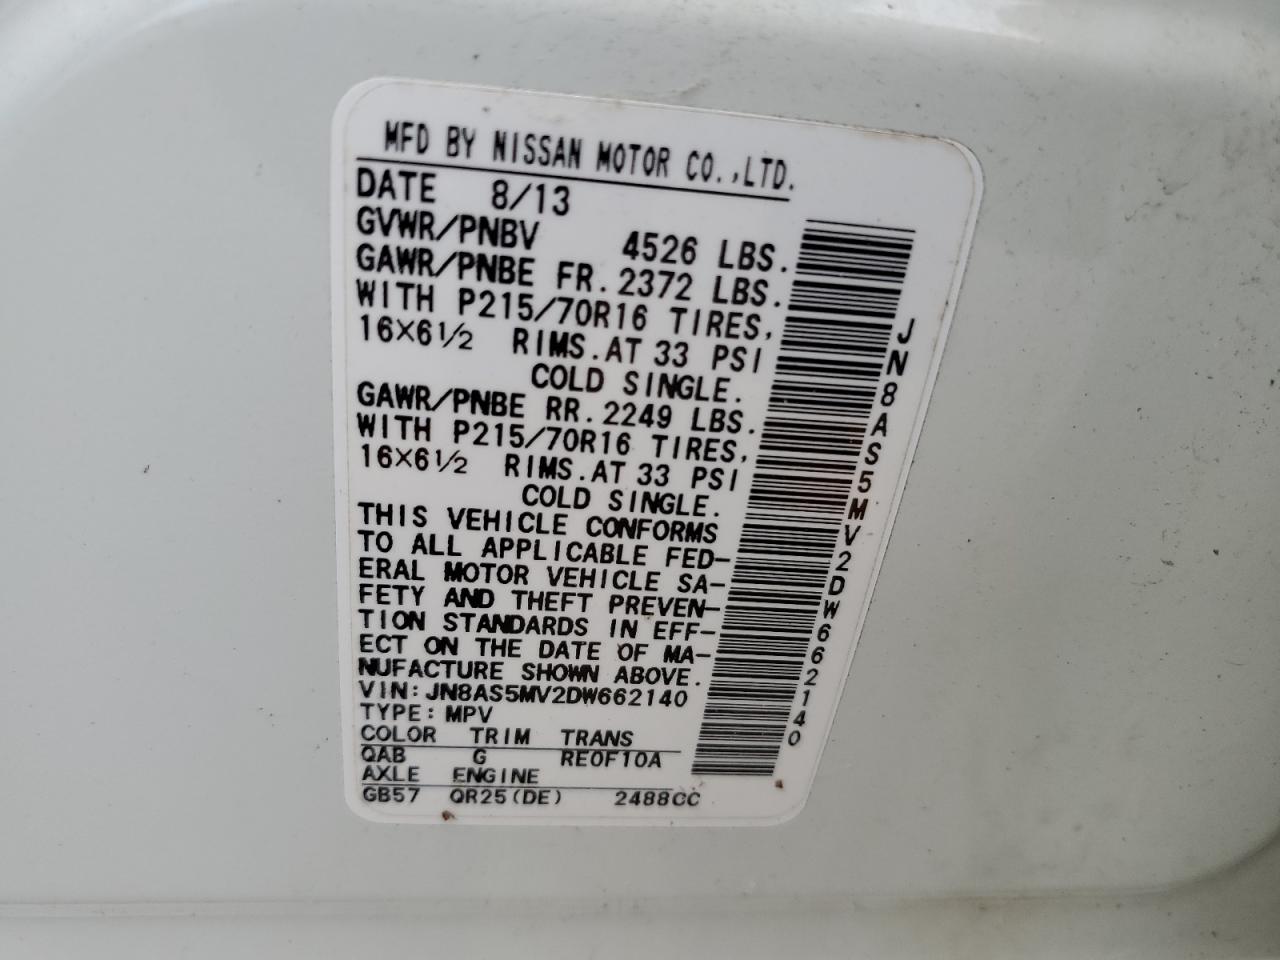 MFD BY NISSAN MOTOR CO.,LTD.
DATE 8/13
GVWR/PNBV 4526 LBS.
GAWR/PNBE FR. 2372 LBS.
WITH P215/70R16 TIRES,
16X6½ RIMS. AT 33 PSI
COLD SINGLE.
GAWR/PNBE RR. 2249 LBS.
WITH P215/70R16 TIRES,
16X6½ RIMS. AT 33 PSI
COLD SINGLE.
THIS VEHICLE CONFORMS
TO ALL APPLICABLE FED-
ERAL MOTOR VEHICLE SA-
FETY AND THEFT PREVEN-
TION STANDARDS IN EFF-
ECT ON THE DATE OF MA-
NUFACTURE SHOWN ABOVE.
VIN: JN8AS5MV2DW662140
TYPE: MPV
COLOR TRIM TRANS
QAB G RE0F10A
AXLE ENGINE
GB57 QR25(DE) 2488CC
JN8AS5MV2DW662140